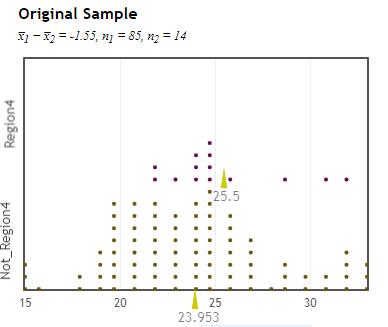 Original Sample
x̅1 − x̅2 = -1.55, n1 = 85, n2 = 14
Region4
25.5
Not_Region4
15 20 25 30
23.953